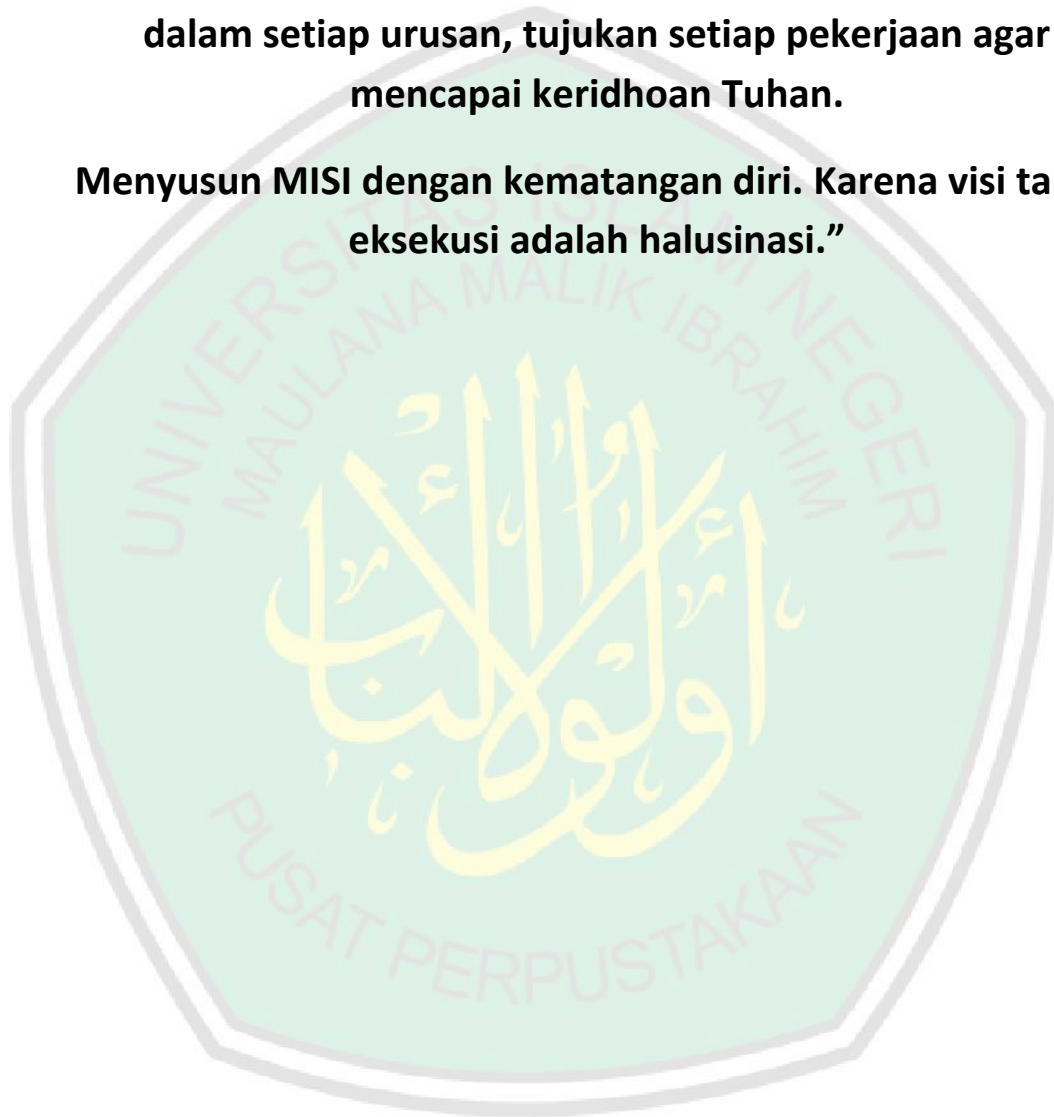 dalam setiap urusan, tujukan setiap pekerjaan agar
mencapai keridhoan Tuhan.
Menyusun MISI dengan kematangan diri. Karena visi
eksekusi adalah halusinasi.”
UNIVERSITAS ISLAM NEGERI
MAULANA MALIK IBRAHIM
أولوا الألباب
PUSAT PERPUSTAKAAN